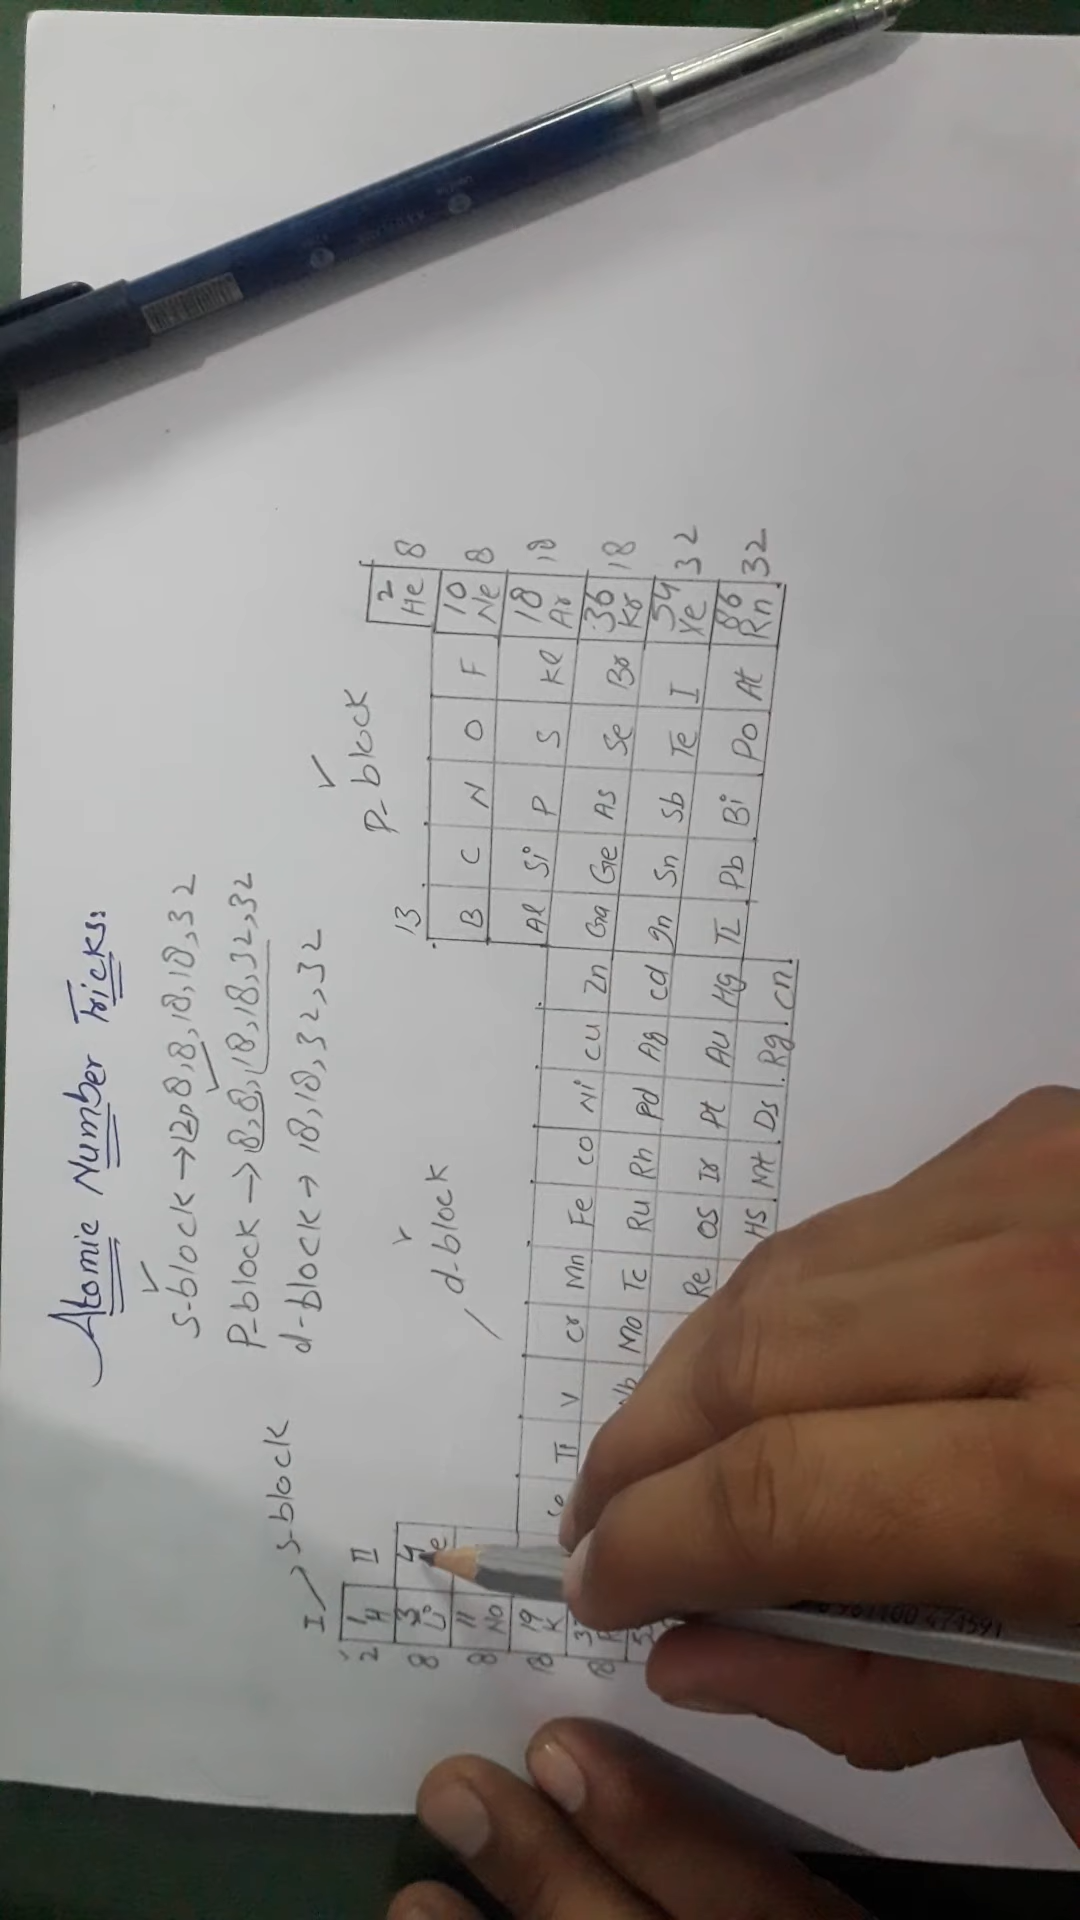 Atomic Number Tricks:
S-block → 2, 8, 8, 18, 18, 32
P-block → 8, 8, 18, 18, 32, 32
d-block → 18, 18, 32, 32
I s-block
II
d-block
13
P-block
2 1 H
2 He 8
8 3 Li 4 e
B C N O F 10 Ne 8
8 11 Na
Al Si P S Kl 18 Ar 18
18 19 K Ti V Cr Mn Fe Co Ni Cu Zn Ga Ge As Se Br 36 Kr 18
18 3 Nb Mo Tc Ru Rh Pd Ag Cd In Sn Sb Te I 54 Xe 32
5 Re Os Ir Pt Au Hg TL Pb Bi Po At 86 Rn 32
HS Mt Ds Rg Cn